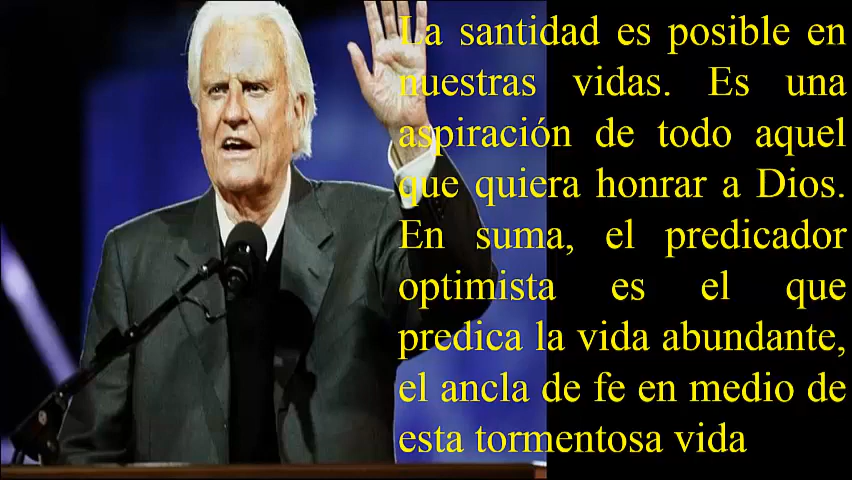 La santidad es posible en
nuestras vidas. Es una
aspiración de todo aquel
que quiera honrar a Dios.
En suma, el predicador
optimista es el que
predica la vida abundante,
el ancla de fe en medio de
esta tormentosa vida